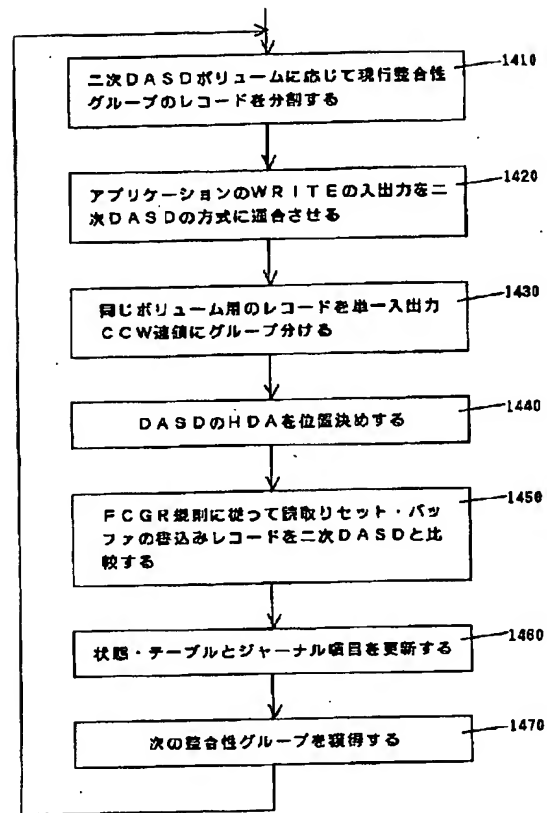 二次DASDボリュームに応じて現行整合性
グループのレコードを分割する
1410
アプリケーションのWRITEの入出力を二
次DASDの方式に適合させる
1420
同じボリューム用のレコードを単一入出力
CCW連鎖にグループ分ける
1430
DASDのHDAを位置決めする
1440
FCGR規則に従って読取りセット・バッ
ファの書込みレコードを二次DASDと比
較する
1450
状態・テーブルとジャーナル項目を更新する
1460
次の整合性グループを獲得する
1470